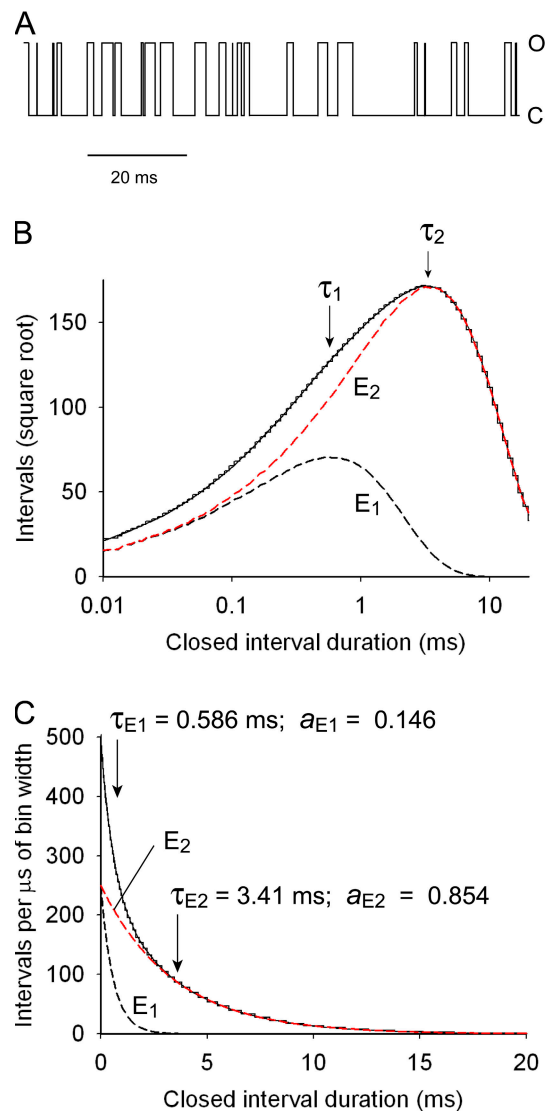 A
O
C
20 ms
B
τ2
τ1
150
100
50
0
E2
E1
0.01 0.1 1 10
Intervals (square root)
Closed interval duration (ms)
C
τE1 = 0.586 ms; aE1 = 0.146
500
400
300
200
100
0
E2
τE2 = 3.41 ms; aE2 = 0.854
E1
0 5 10 15 20
Intervals per μs of bin width
Closed interval duration (ms)